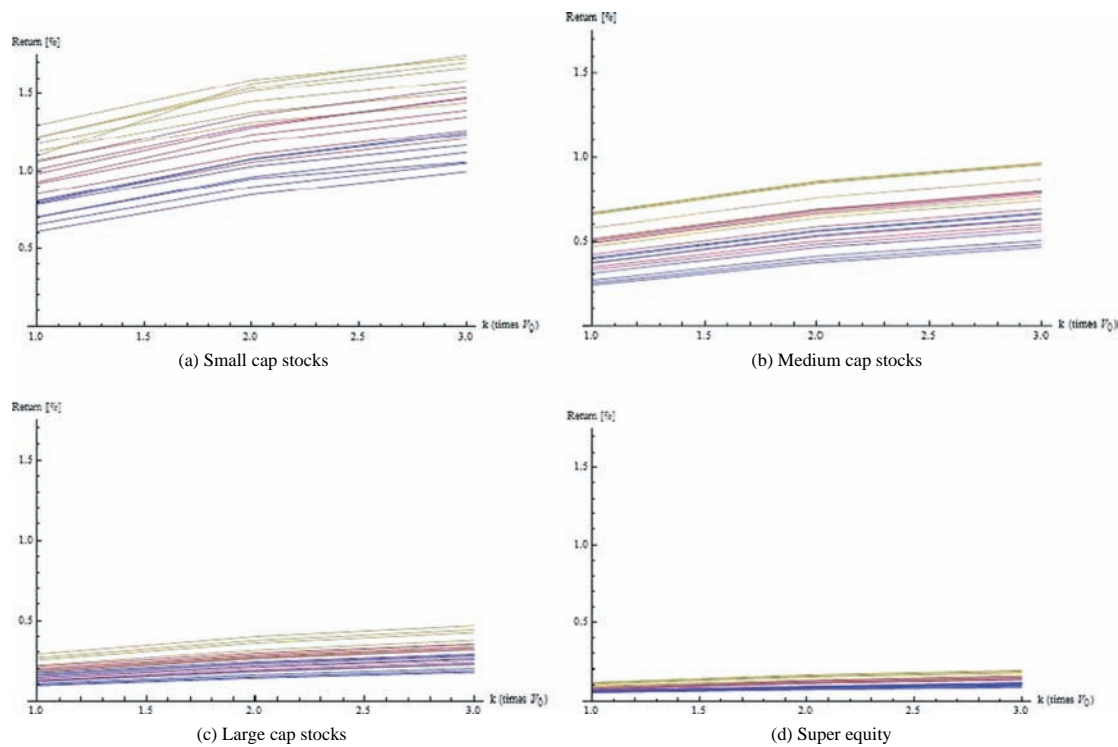 Return [%]
1.5
1.0
0.5
1.0 1.5 2.0 2.5 3.0 k (times V0)
(a) Small cap stocks
Return [%]
1.5
1.0
0.5
1.0 1.5 2.0 2.5 3.0 k (times V0)
(b) Medium cap stocks
Return [%]
1.5
1.0
0.5
1.0 1.5 2.0 2.5 3.0 k (times V0)
(c) Large cap stocks
Return [%]
1.5
1.0
0.5
1.0 1.5 2.0 2.5 3.0 k (times V0)
(d) Super equity